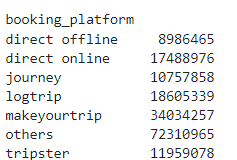 booking_platform
direct offline 8986465
direct online 17488976
journey 10757858
logtrip 18605339
makeyourtrip 34034257
others 72310965
tripster 11959078